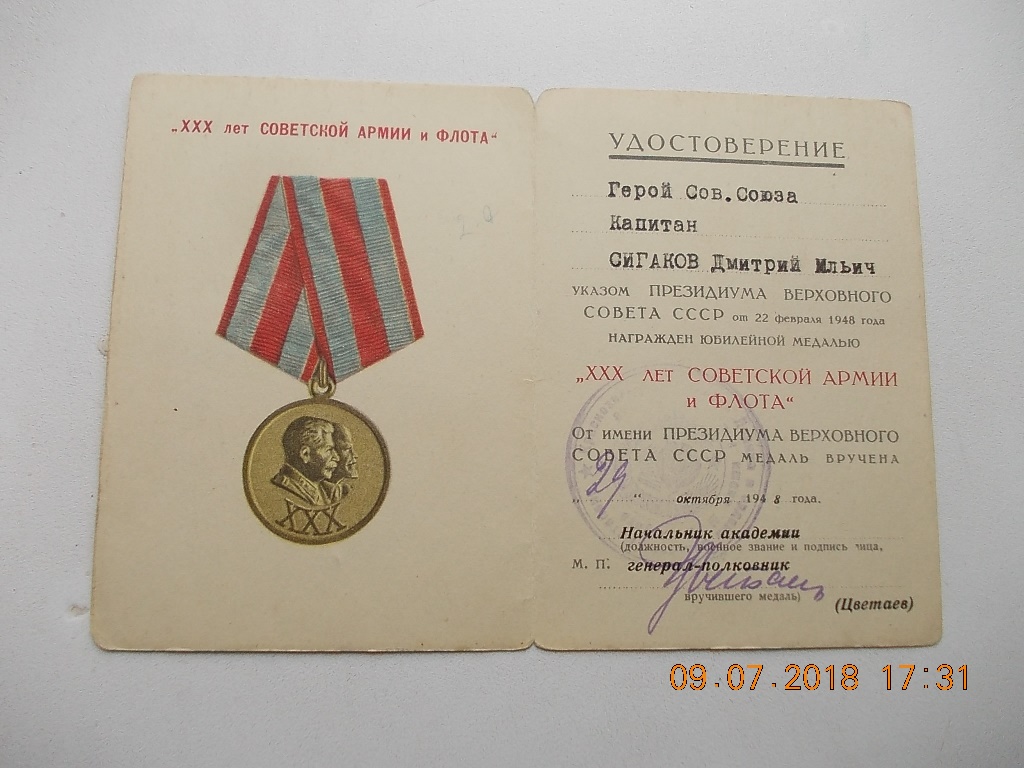 „XXX лет СОВЕТСКОЙ АРМИИ и ФЛОТА“
XXX
УДОСТОВЕРЕНИЕ
Герой Сов.Союза
Капитан
СИГАКОВ Дмитрий Ильич
УКАЗОМ ПРЕЗИДИУМА ВЕРХОВНОГО
СОВЕТА СССР от 22 февраля 1948 года
НАГРАЖДЕН ЮБИЛЕЙНОЙ МЕДАЛЬЮ
„XXX ЛЕТ СОВЕТСКОЙ АРМИИ
и ФЛОТА“
От имени ПРЕЗИДИУМА ВЕРХОВНОГО
СОВЕТА СССР МЕДАЛЬ ВРУЧЕНА
„29“ октября 1948 года.
Начальник академии
(должность, военное звание и подпись лица,
М. П. генерал-полковник
вручившего медаль)
(Цветаев)
09.07.2018 17:31